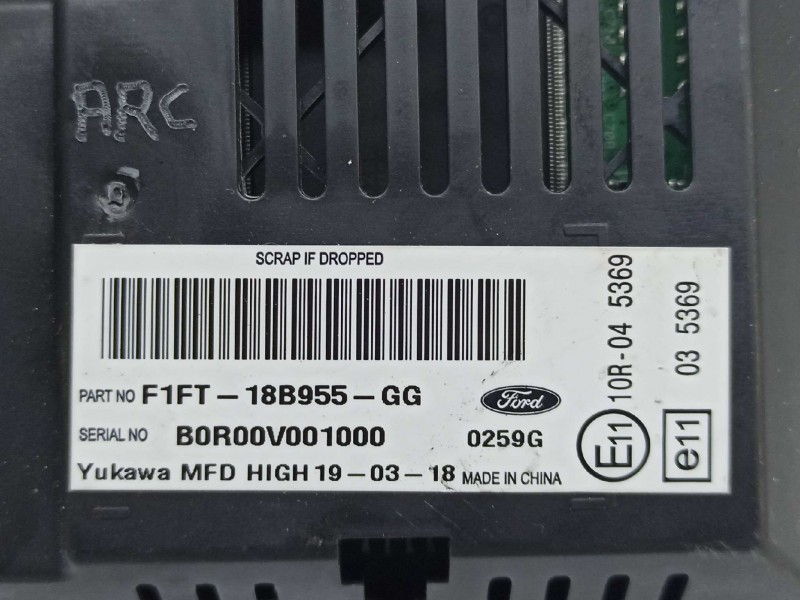 ARC
SCRAP IF DROPPED
PART NO F1FT-18B955-GG
Ford
SERIAL NO B0R00V001000 0259G
Yukawa MFD HIGH 19-03-18 MADE IN CHINA
E11 10R-04 5369
e11 03 5369